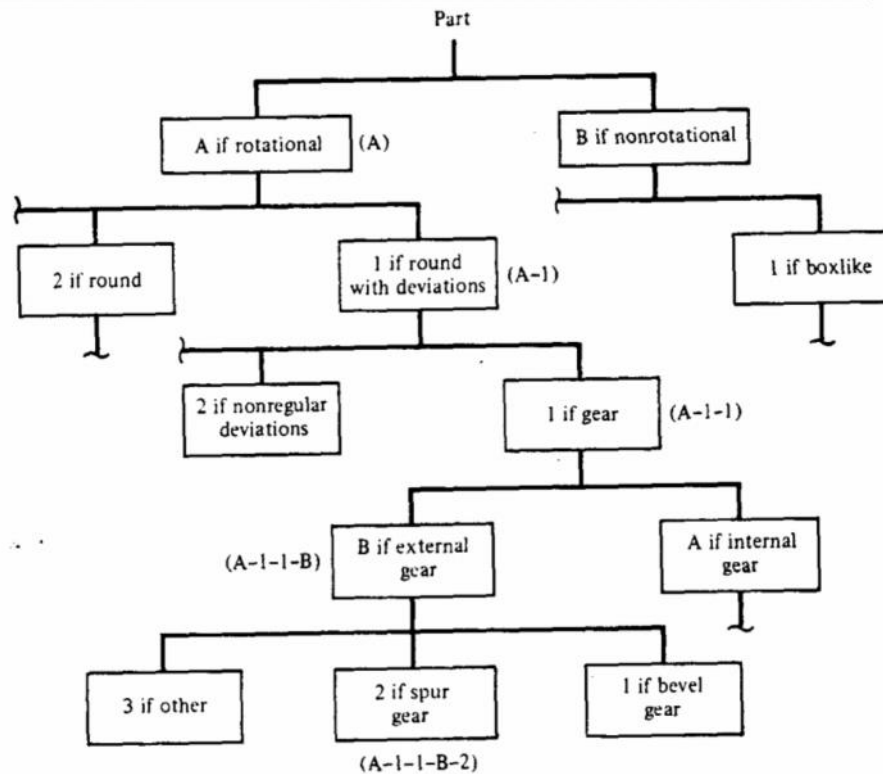 Part
A if rotational
(A)
B if nonrotational
2 if round
1 if round
with deviations
(A-1)
1 if boxlike
2 if nonregular
deviations
1 if gear
(A-1-1)
(A-1-1-B)
B if external
gear
A if internal
gear
3 if other
2 if spur
gear
1 if bevel
gear
(A-1-1-B-2)